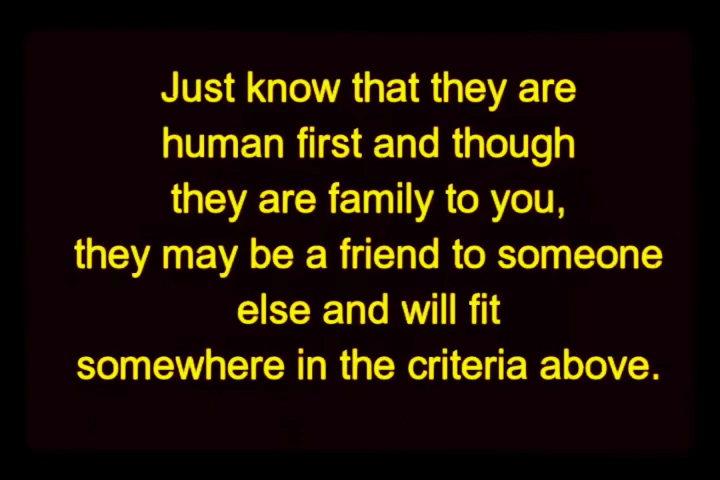 Just know that they are
human first and though
they are family to you,
they may be a friend to someone
else and will fit
somewhere in the criteria above.